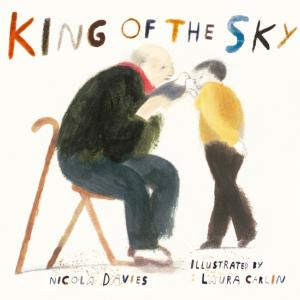 KING OF THE SKY
NICOLA DAVIES
ILLUSTRATED BY
LAURA CARLIN